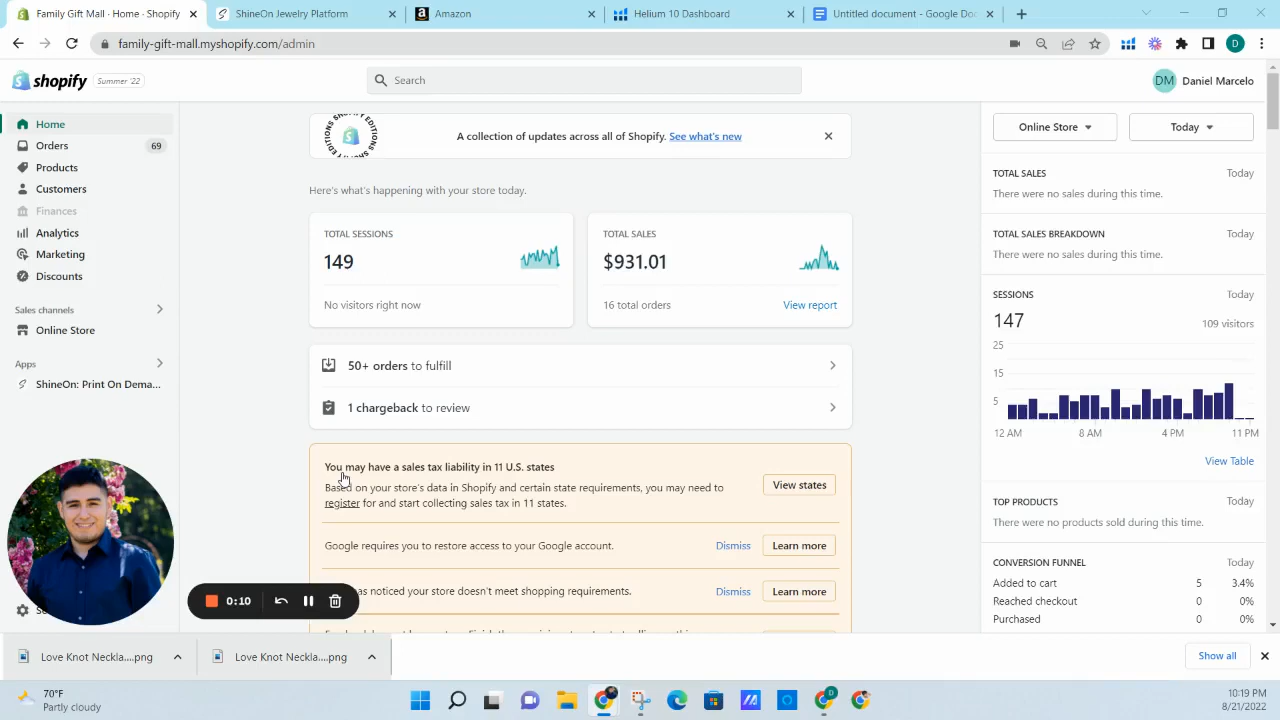 Family Gift Mall · Home · Shopify
ShineOn Jewelry Platform
Amazon
Helium 10 Dashboard
Untitled document - Google Doc
family-gift-mall.myshopify.com/admin
D
shopify
Summer '22
Search
DM
Daniel Marcelo
Home
Orders
69
Products
Customers
Finances
Analytics
Marketing
Discounts
Sales channels
Online Store
Apps
ShineOn: Print On Dema...
SHOPIFY EDITIONS
A collection of updates across all of Shopify. See what's new
Here's what's happening with your store today.
TOTAL SESSIONS
149
No visitors right now
TOTAL SALES
$931.01
16 total orders
View report
50+ orders to fulfill
1 chargeback to review
You may have a sales tax liability in 11 U.S. states
Based on your store's data in Shopify and certain state requirements, you may need to
register for and start collecting sales tax in 11 states.
View states
Google requires you to restore access to your Google account.
Dismiss
Learn more
as noticed your store doesn't meet shopping requirements.
Dismiss
Learn more
0:10
Online Store
Today
TOTAL SALES
Today
There were no sales during this time.
TOTAL SALES BREAKDOWN
Today
There were no sales during this time.
SESSIONS
Today
147
109 visitors
25
15
5
12 AM
8 AM
4 PM
11 PM
View Table
TOP PRODUCTS
Today
There were no products sold during this time.
CONVERSION FUNNEL
Today
Added to cart
5
3.4%
Reached checkout
0
0%
Purchased
0
0%
Love Knot Neckla....png
Love Knot Neckla....png
Show all
70°F
Partly cloudy
10:19 PM
8/21/2022